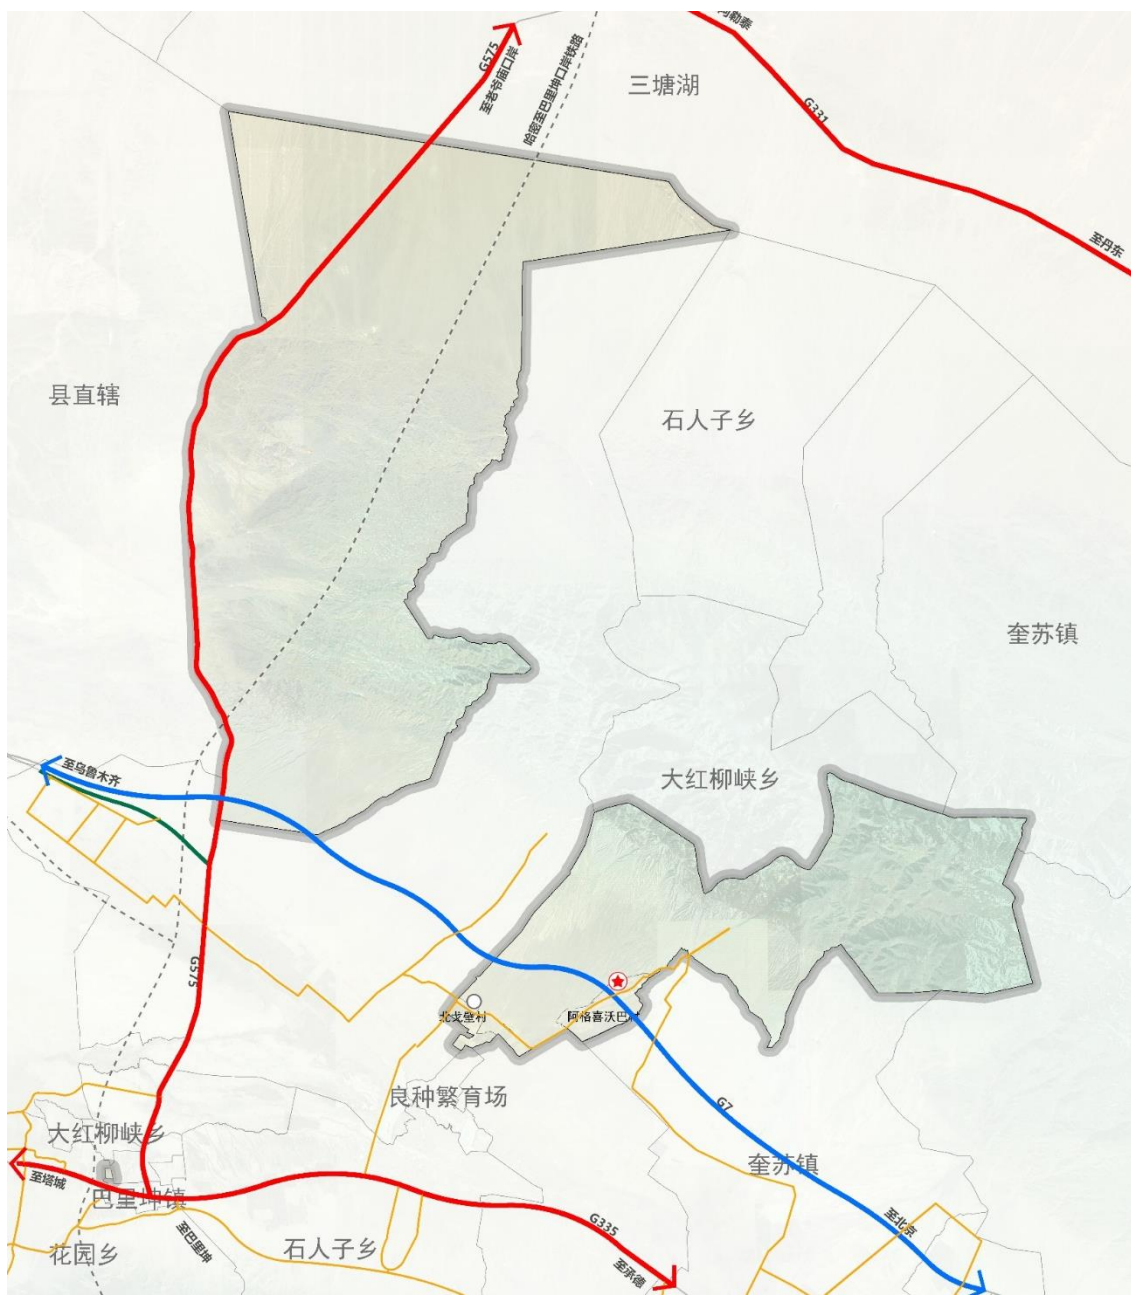 至阿勒泰
G575
至老爷庙口岸
哈密至巴里坤口岸铁路
三塘湖
G331
至丹东
县直辖
石人子乡
奎苏镇
至乌鲁木齐
大红柳峡乡
G575
北戈壁村
阿格喜沃巴村
良种繁育场
G7
大红柳峡乡
奎苏镇
至塔城
巴里坤镇
至北京
G335
至巴里坤
石人子乡
花园乡
至承德